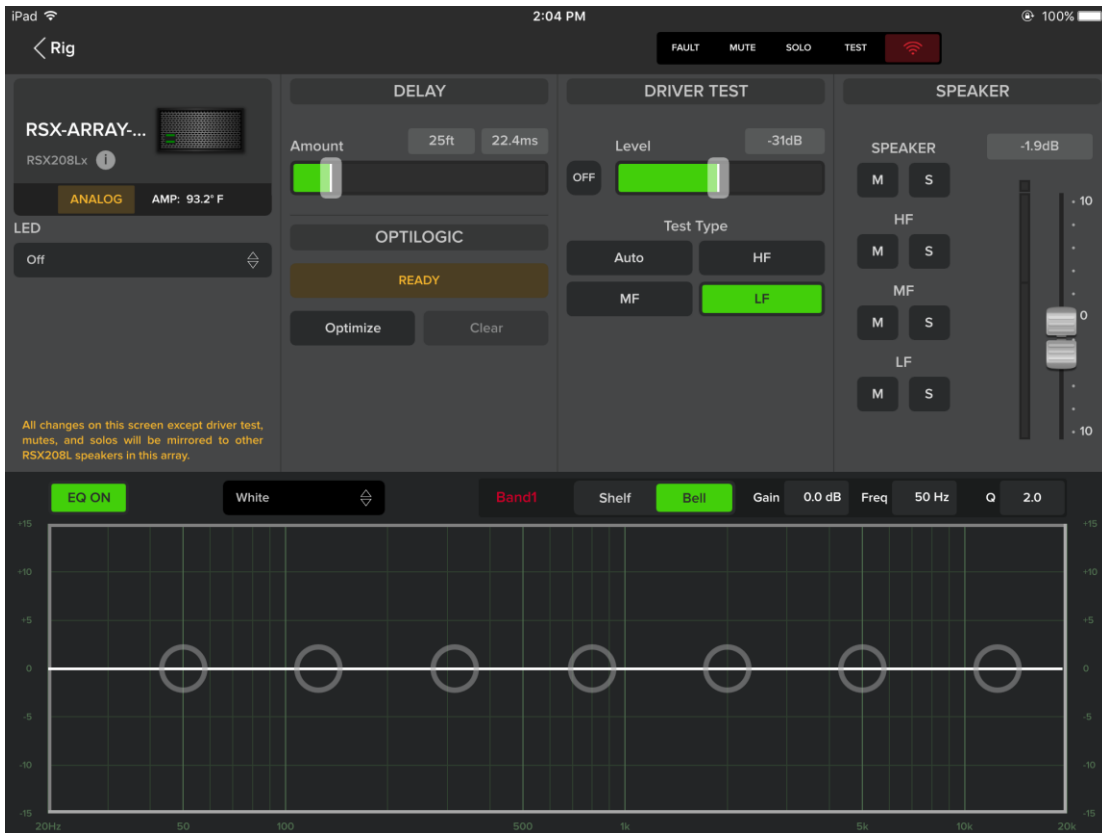 iPad 2:04 PM 100%
Rig FAULT MUTE SOLO TEST
DELAY DRIVER TEST SPEAKER
RSX-ARRAY-...
RSX208Lx i
ANALOG AMP: 93.2° F
LED
Off
All changes on this screen except driver test,
mutes, and solos will be mirrored to other
RSX208L speakers in this array.
Amount 25ft 22.4ms
OPTILOGIC
READY
Optimize Clear
Level -31dB
OFF
Test Type
Auto HF
MF LF
SPEAKER -1.9dB
M S
HF
M S
MF
M S
LF
M S
10
0
10
EQ ON White Band1 Shelf Bell Gain 0.0 dB Freq 50 Hz Q 2.0
+15 +15
+10 +10
+5 +5
0 0
-5 -5
-10 -10
-15 -15
20Hz 50 100 500 1k 5k 10k 20k